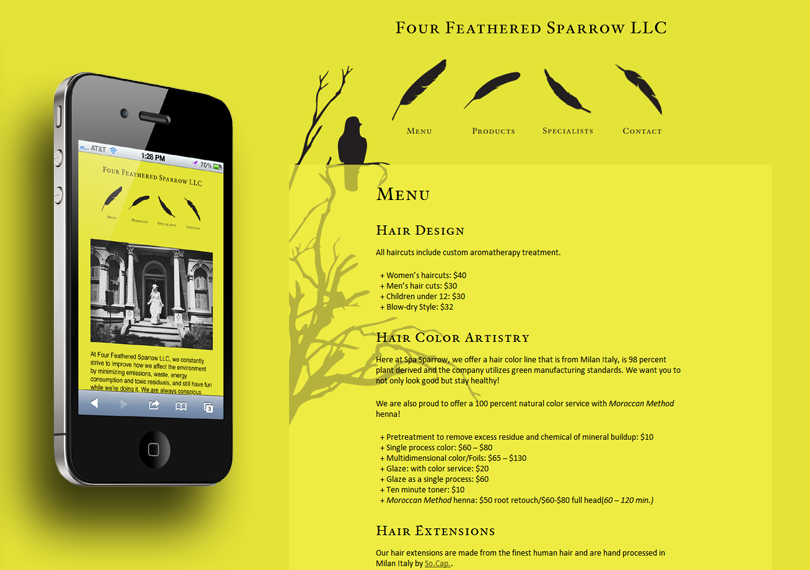 Four Feathered Sparrow LLC
Menu Products Specialists Contact
AT&T 1:26 PM 70%
Four Feathered Sparrow LLC
Menu Products Specialists Contact
At Four Feathered Sparrow LLC, we constantly
strive to improve how we affect the environment
by minimizing emissions, waste, energy
consumption and toxic residuals, and still have fun
while we're doing it. We are always conscious
Menu
Hair Design
All haircuts include custom aromatherapy treatment.
+ Women's haircuts: $40
+ Men's hair cuts: $30
+ Children under 12: $30
+ Blow-dry Style: $32
Hair Color Artistry
Here at Spa Sparrow, we offer a hair color line that is from Milan Italy, is 98 percent
plant derived and the company utilizes green manufacturing standards. We want you to
not only look good but stay healthy!
We are also proud to offer a 100 percent natural color service with Moroccan Method
henna!
+ Pretreatment to remove excess residue and chemical of mineral buildup: $10
+ Single process color: $60 – $80
+ Multidimensional color/Foils: $65 – $130
+ Glaze: with color service: $20
+ Glaze as a single process: $60
+ Ten minute toner: $10
+ Moroccan Method henna: $50 root retouch/$60-$80 full head(60 – 120 min.)
Hair Extensions
Our hair extensions are made from the finest human hair and are hand processed in
Milan Italy by So.Cap..